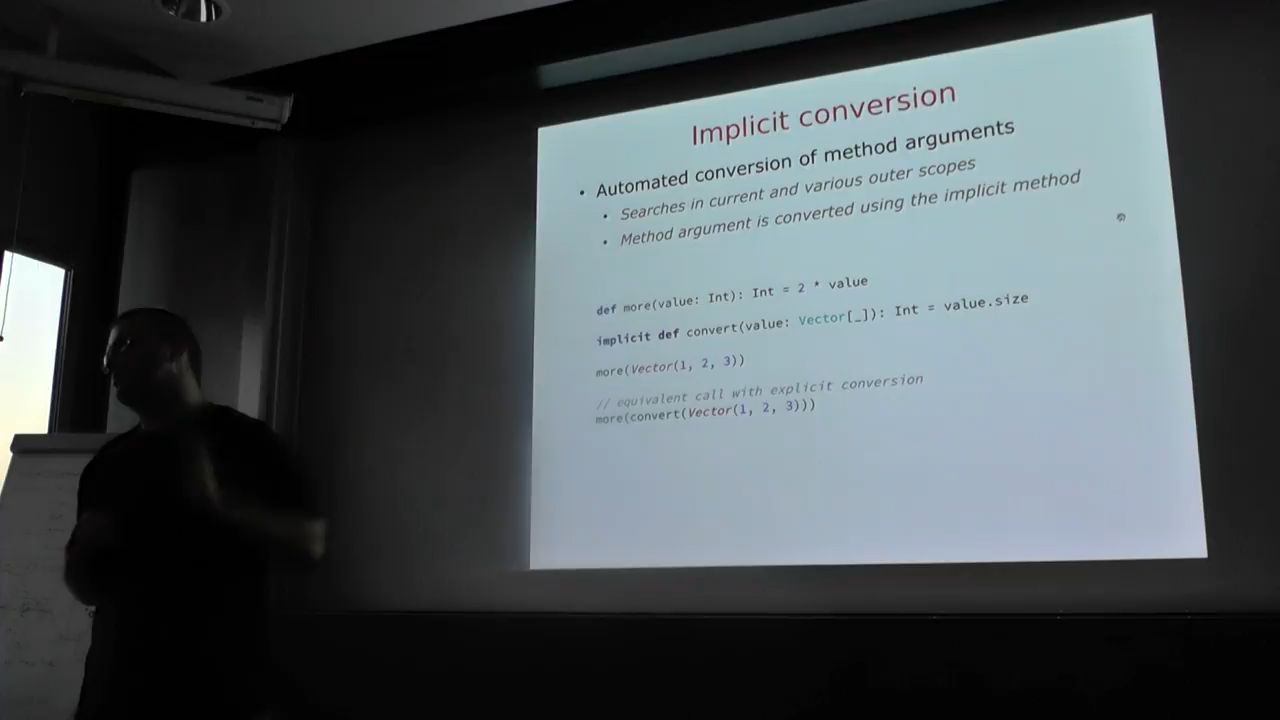 Implicit conversion
• Automated conversion of method arguments
• Searches in current and various outer scopes
• Method argument is converted using the implicit method
def more(value: Int): Int = 2 * value
implicit def convert(value: Vector[_]): Int = value.size
more(Vector(1, 2, 3))
// equivalent call with explicit conversion
more(convert(Vector(1, 2, 3)))